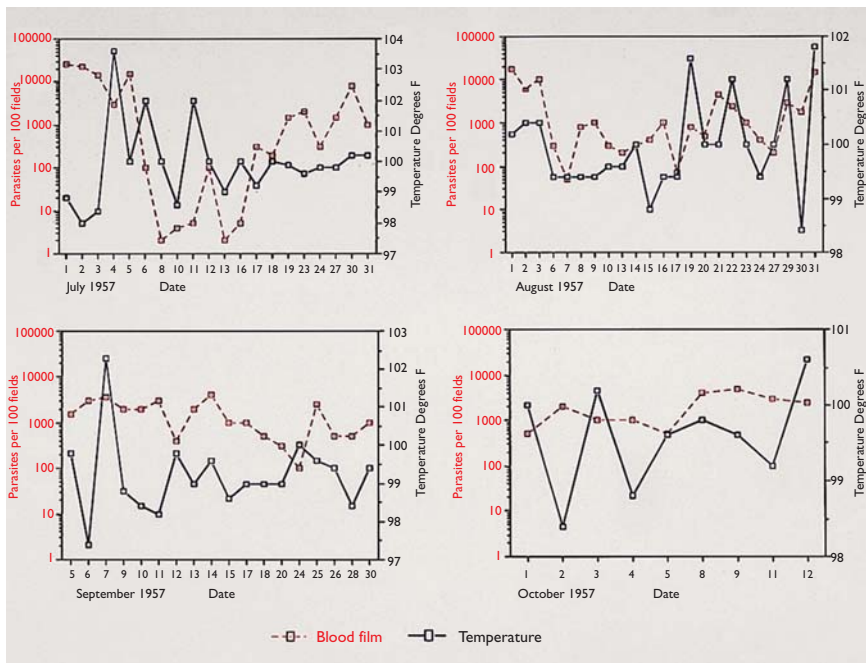 Parasites per 100 fields
100000
10000
1000
100
10
1
104
103
102
101
100
99
98
97
Temperature Degrees F
1 2 3 4 5 6 8 10 11 12 13 16 17 18 19 23 24 27 30 31
July 1957 Date
Parasites per 100 fields
100000
10000
1000
100
10
1
102
101
100
99
98
Temperature Degrees F
1 2 3 6 7 8 9 10 13 14 15 16 17 19 20 21 22 23 24 27 29 30 31
August 1957 Date
Parasites per 100 fields
100000
10000
1000
100
10
1
103
102
101
100
99
98
97
Temperature Degrees F
5 6 7 9 10 11 12 13 14 15 17 18 20 24 25 26 28 30
September 1957 Date
Parasites per 100 fields
100000
10000
1000
100
10
1
101
100
99
98
Temperature Degrees F
1 2 3 4 5 8 9 11 12
October 1957 Date
Blood film Temperature